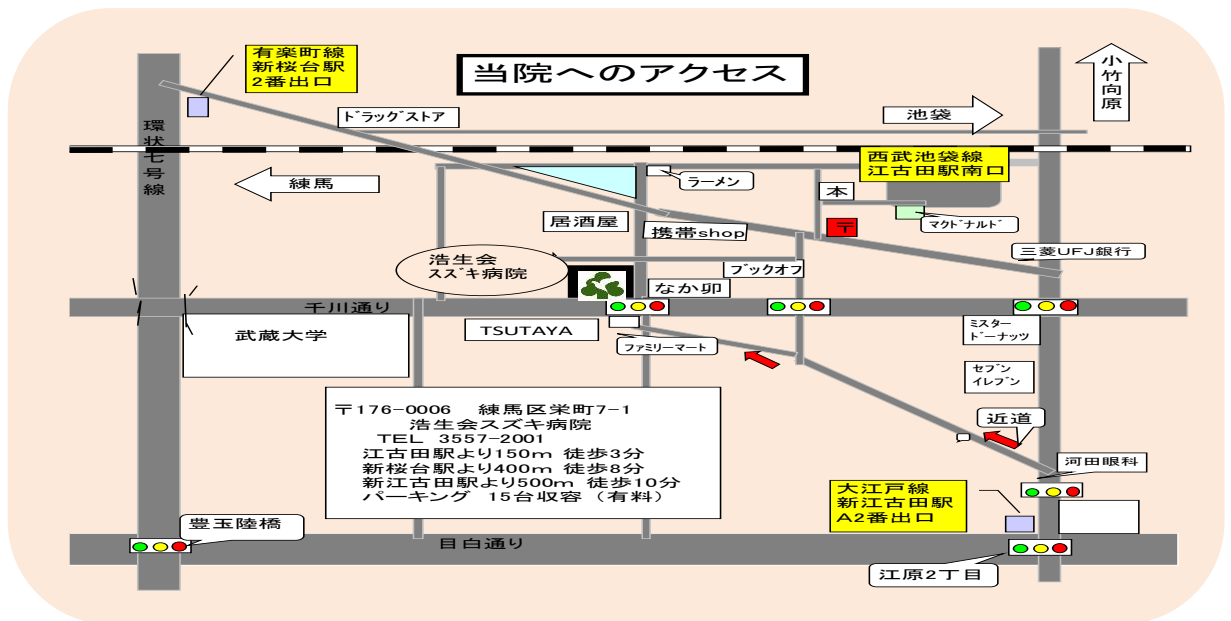 当院へのアクセス
有楽町線
新桜台駅
2番出口
小竹向原
環状七号線
ドラッグストア
池袋
西武池袋線
江古田駅南口
練馬
ラーメン
本
居酒屋
携帯shop
〒
マクドナルド
三菱UFJ銀行
浩生会
スズキ病院
ブックオフ
なか卯
千川通り
武蔵大学
TSUTAYA
ファミリーマート
ミスター
ドーナッツ
セブン
イレブン
近道
〒176-0006 練馬区栄町7-1
浩生会スズキ病院
TEL 3557-2001
江古田駅より150m 徒歩3分
新桜台駅より400m 徒歩8分
新江古田駅より500m 徒歩10分
パーキング 15台収容（有料）
河田眼科
大江戸線
新江古田駅
A2番出口
豊玉陸橋
目白通り
江原2丁目